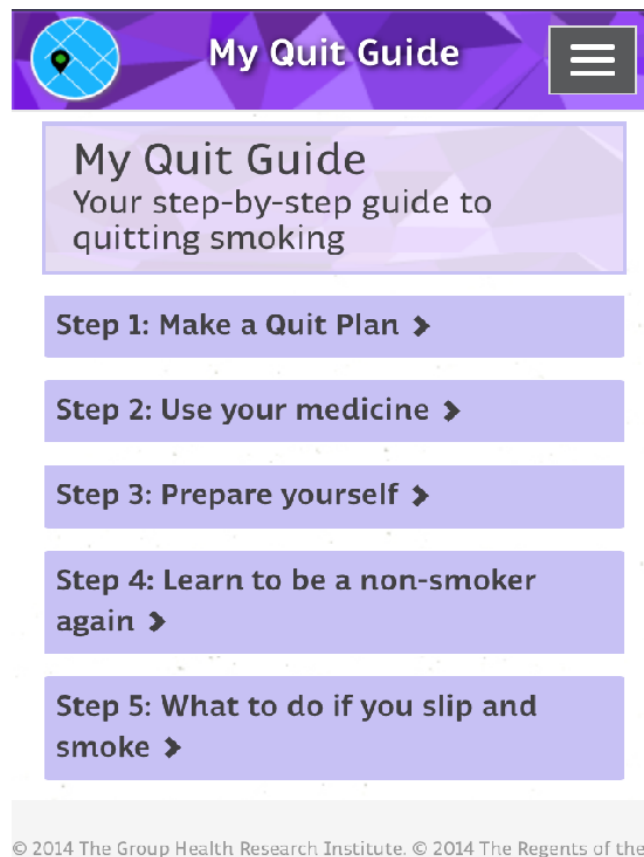 My Quit Guide
My Quit Guide
Your step-by-step guide to
quitting smoking
Step 1: Make a Quit Plan
Step 2: Use your medicine
Step 3: Prepare yourself
Step 4: Learn to be a non-smoker
again
Step 5: What to do if you slip and
smoke
© 2014 The Group Health Research Institute. © 2014 The Regents of the